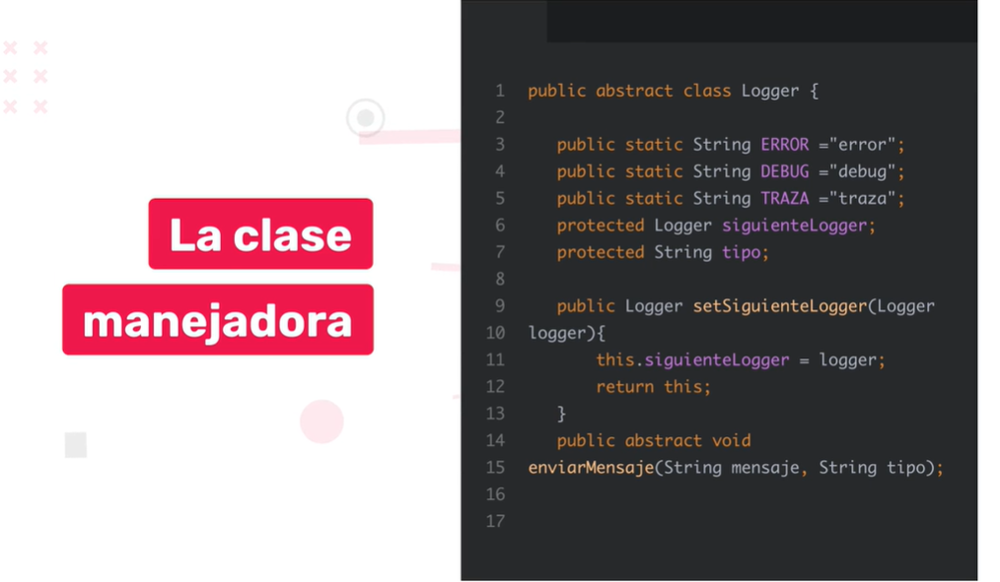 La clase
manejadora
1 public abstract class Logger {
2
3 public static String ERROR ="error";
4 public static String DEBUG ="debug";
5 public static String TRAZA ="traza";
6 protected Logger siguienteLogger;
7 protected String tipo;
8
9 public Logger setSiguienteLogger(Logger
10 logger){
11 this.siguienteLogger = logger;
12 return this;
13 }
14 public abstract void
15 enviarMensaje(String mensaje, String tipo);
16
17